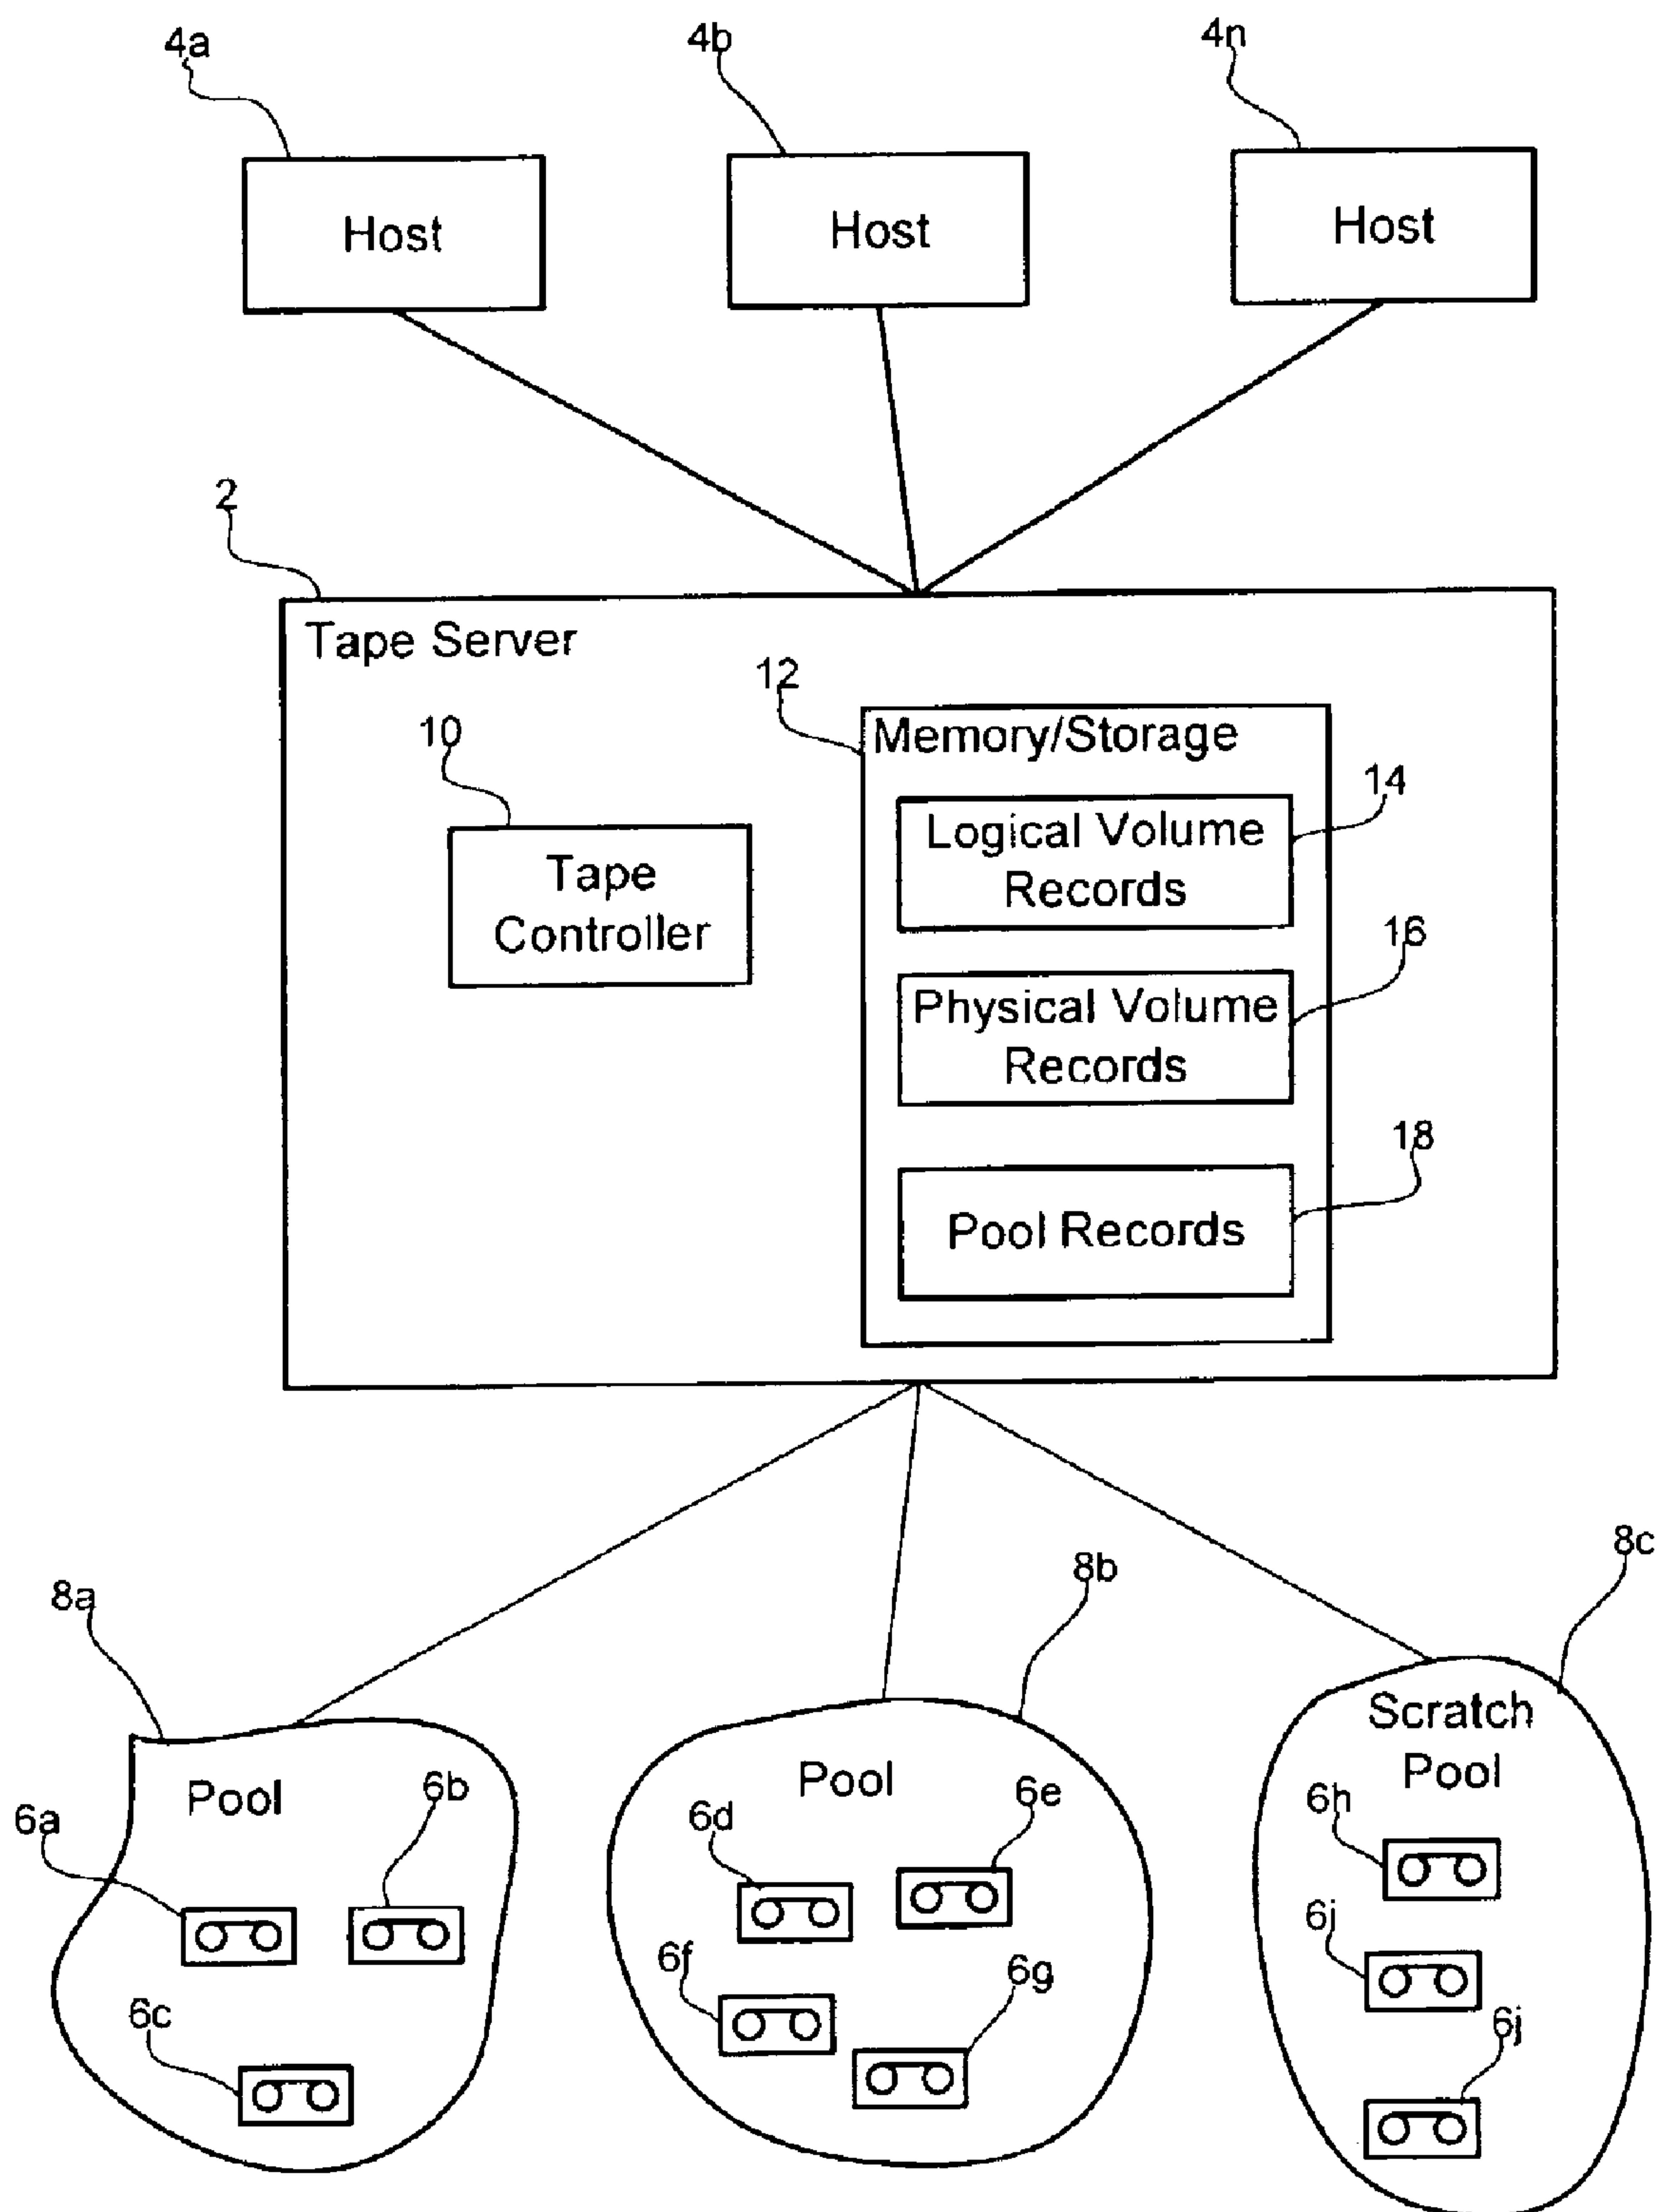 4a
4b
4n
Host
Host
Host
2
Tape Server
12
Memory/Storage
10
14
Logical Volume
Records
Tape
Controller
16
Physical Volume
Records
18
Pool Records
8a
8b
8c
Scratch
Pool
Pool
Pool
6a
6b
6c
6d
6e
6f
6g
6h
6i
6j